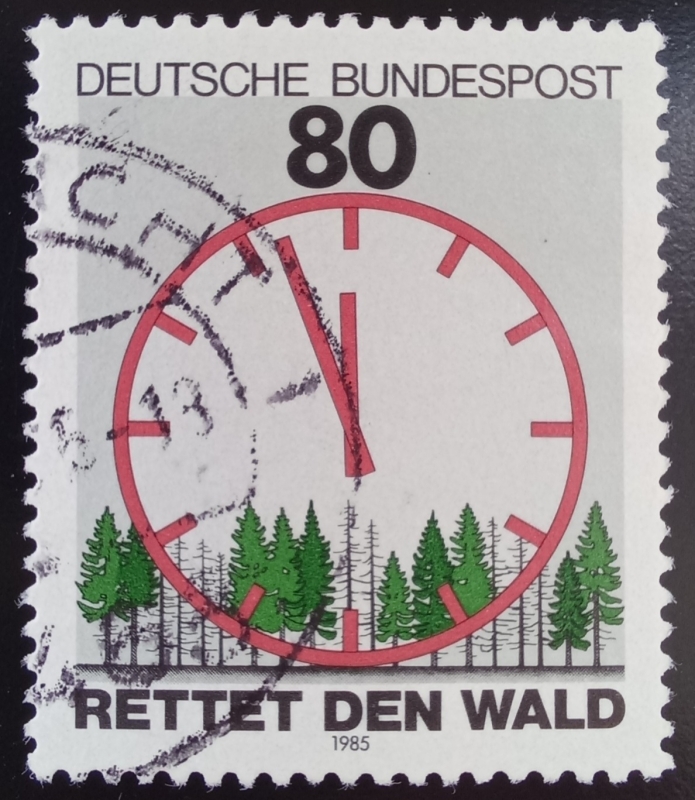 DEUTSCHE BUNDESPOST
80
RETTET DEN WALD
1985